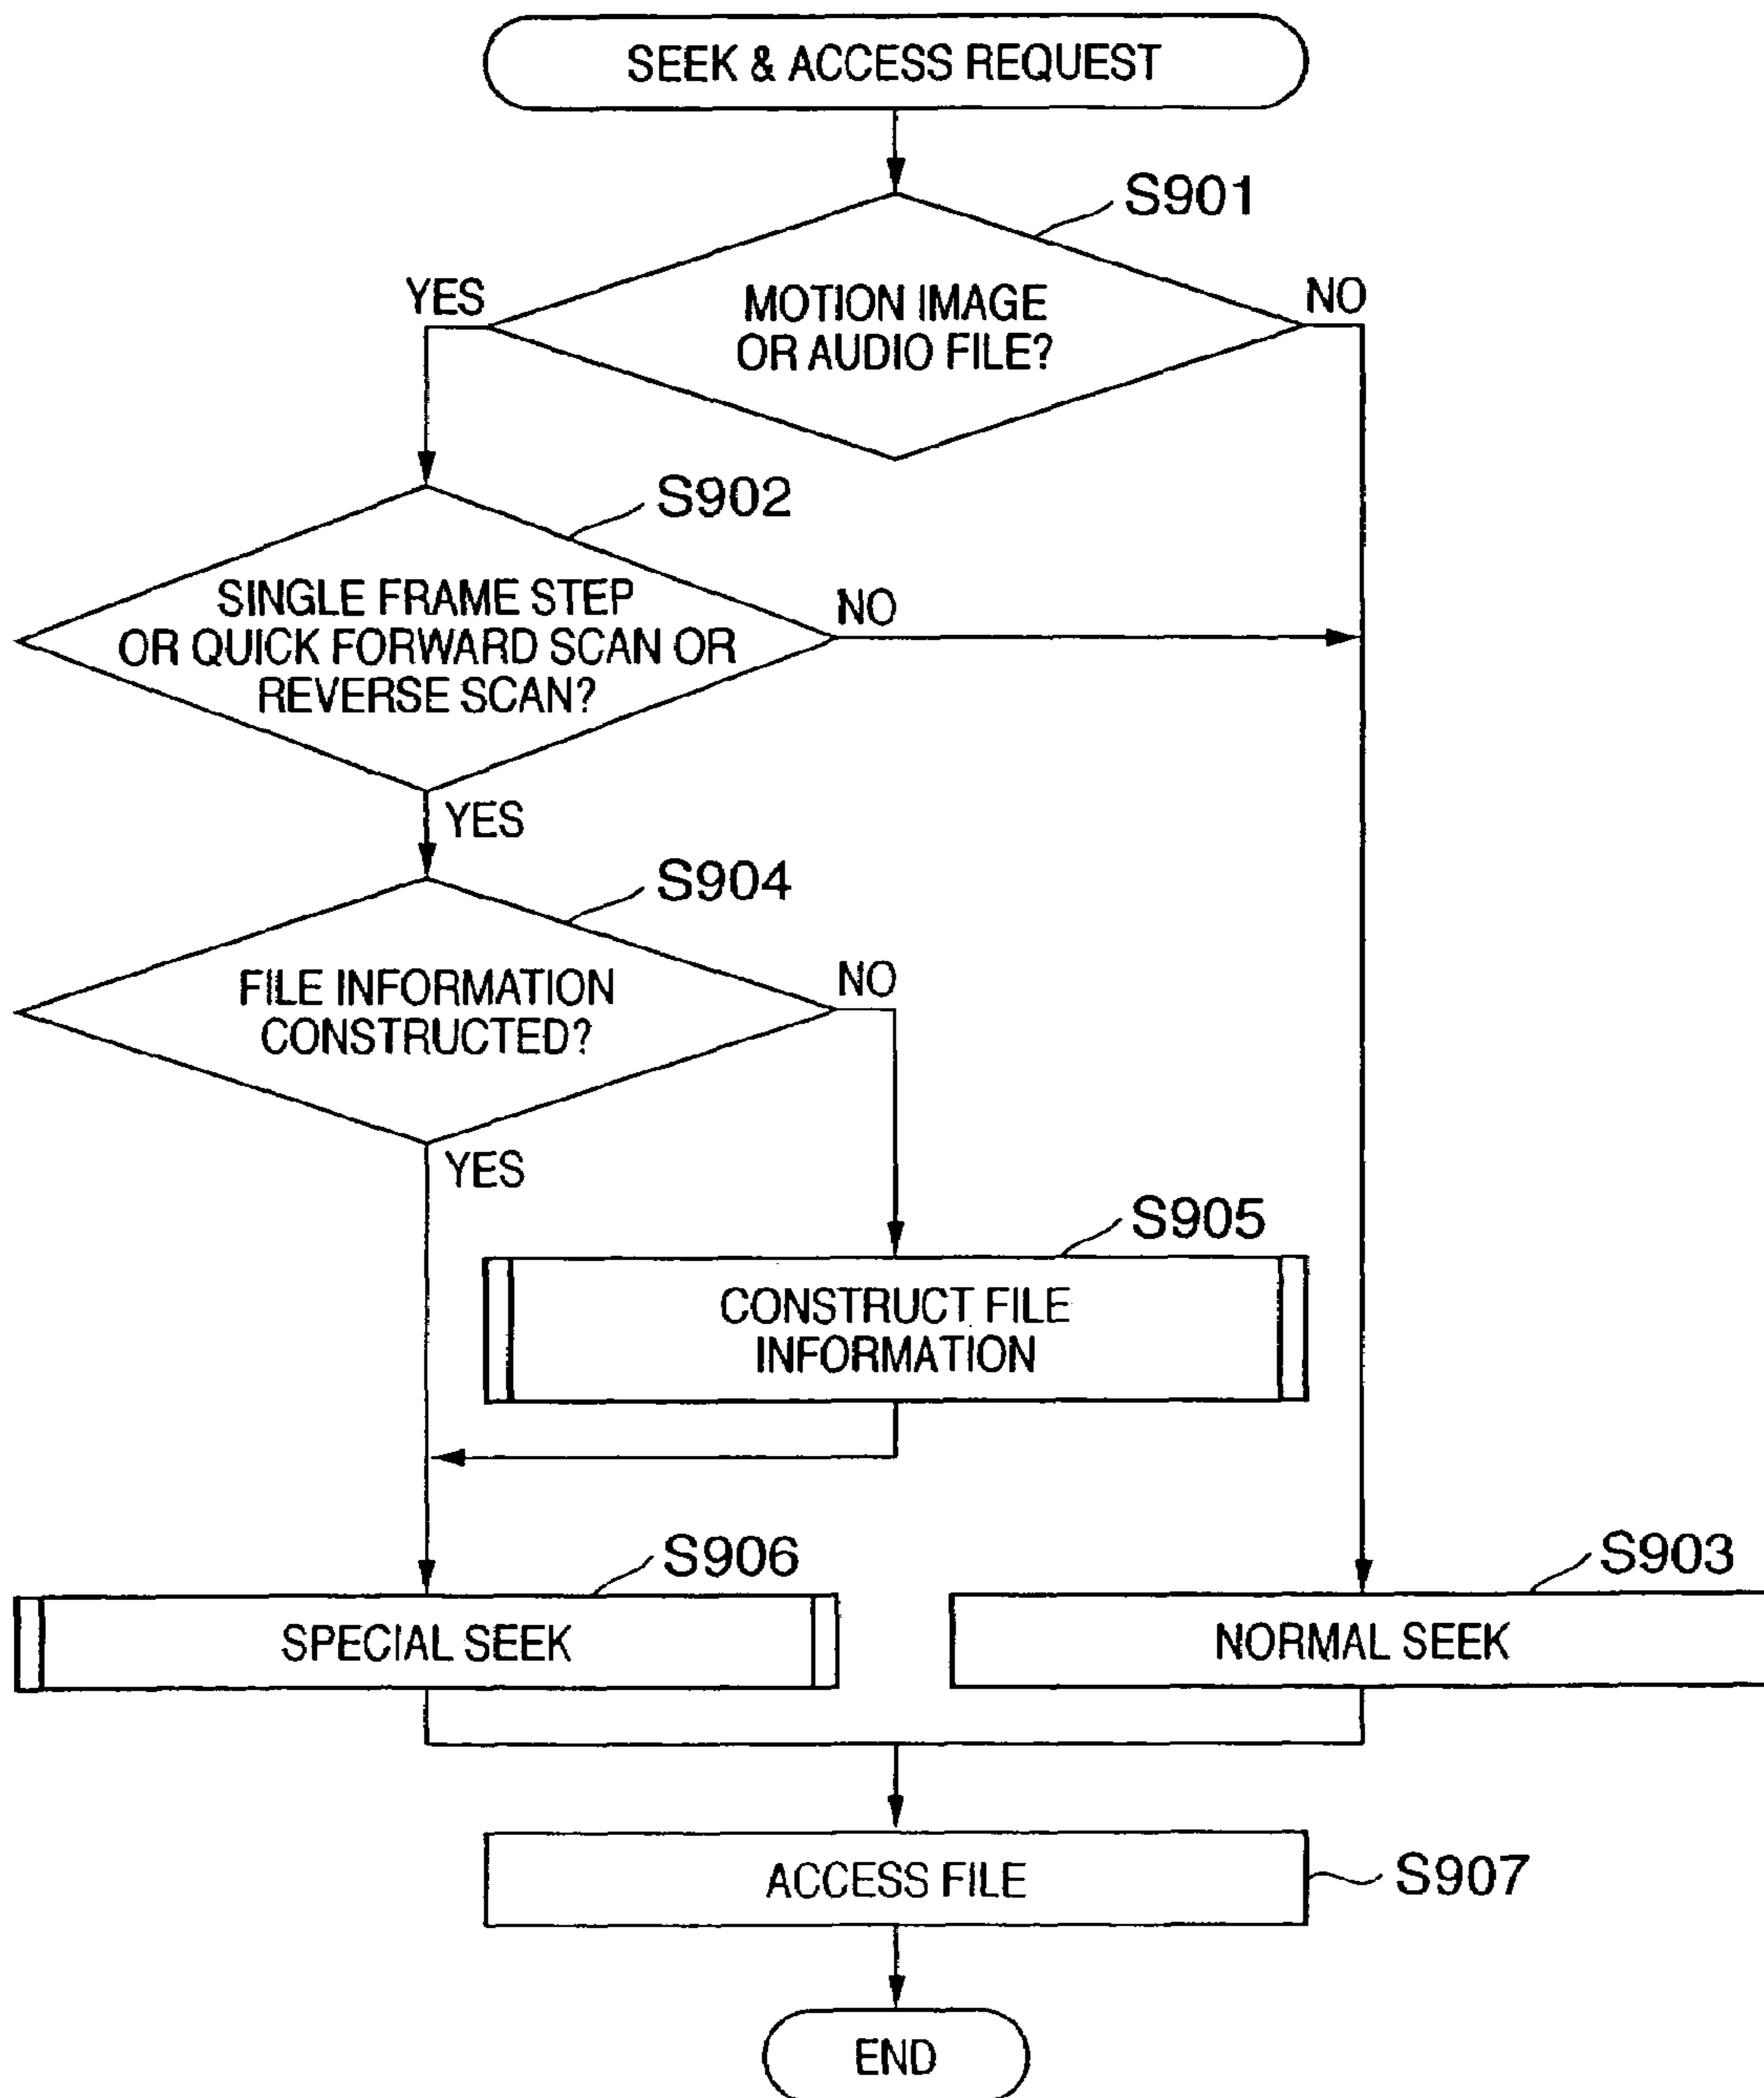 SEEK & ACCESS REQUEST
S901
YES
MOTION IMAGE
OR AUDIO FILE?
NO
S902
SINGLE FRAME STEP
OR QUICK FORWARD SCAN OR
REVERSE SCAN?
NO
YES
S904
FILE INFORMATION
CONSTRUCTED?
NO
YES
S905
CONSTRUCT FILE
INFORMATION
S906
SPECIAL SEEK
S903
NORMAL SEEK
ACCESS FILE
S907
END